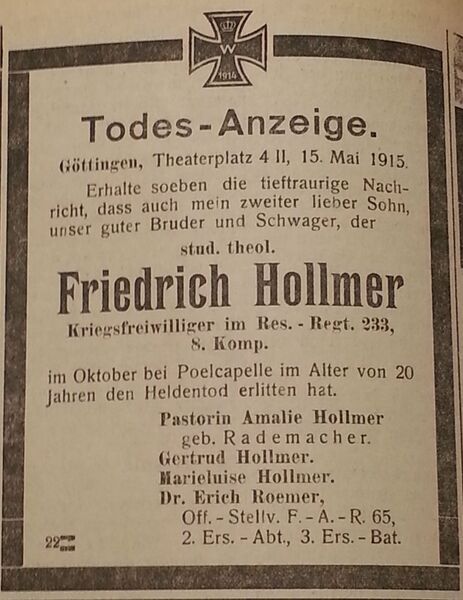 W
1914
Todes-Anzeige.
Göttingen, Theaterplatz 4 II, 15. Mai 1915.
Erhalte soeben die tieftraurige Nach-
richt, dass auch mein zweiter lieber Sohn,
unser guter Bruder und Schwager, der
stud. theol.
Friedrich Hollmer
Kriegsfreiwilliger im Res. - Regt. 233,
8. Komp.
im Oktober bei Poelcapelle im Alter von 20
Jahren den Heldentod erlitten hat.
Pastorin Amalie Hollmer
geb. Rademacher.
Gertrud Hollmer.
Marieluise Hollmer.
Dr. Erich Roemer,
Off. - Stellv. F. - A. - R. 65,
2. Ers. - Abt., 3. Ers. - Bat.
22